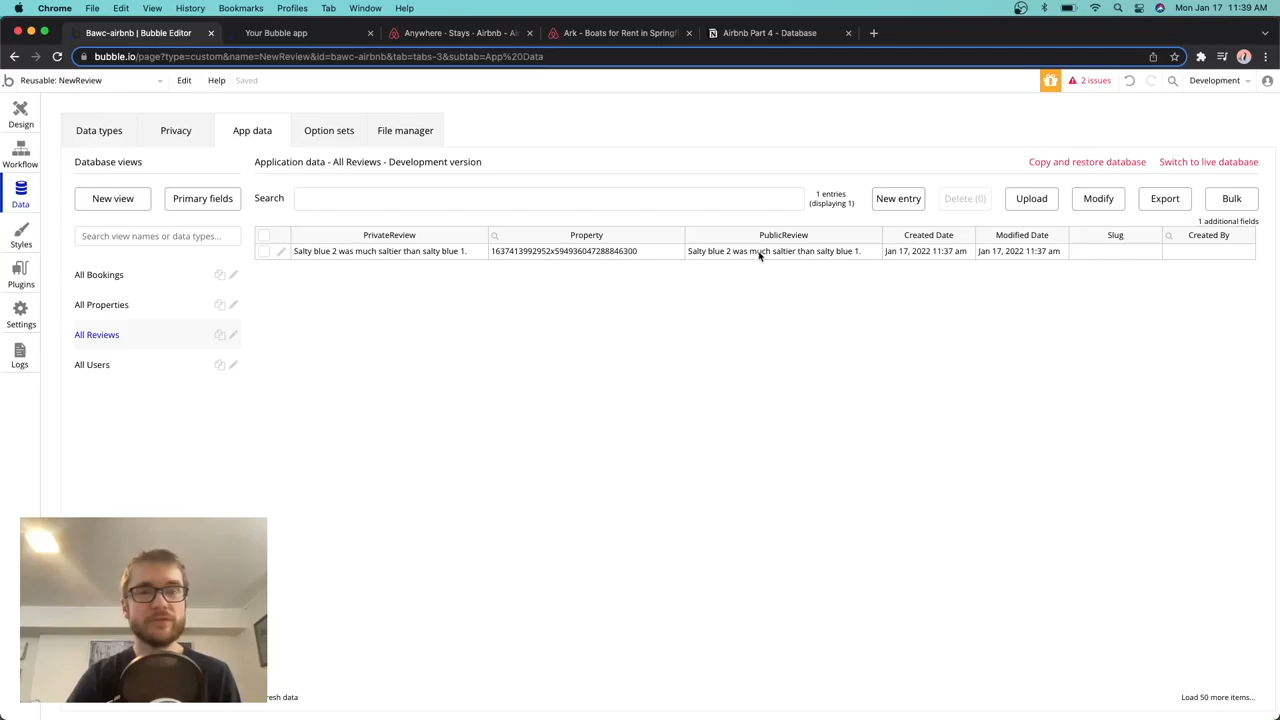 Chrome File Edit View History Bookmarks Profiles Tab Window Help Mon Jan 17 11:39 AM
Bawc-airbnb | Bubble Editor Your Bubble app Anywhere · Stays · Airbnb - Ai Ark - Boats for Rent in Springf Airbnb Part 4 - Database
bubble.io/page?type=custom&name=NewReview&id=bawc-airbnb&tab=tabs-3&subtab=App%20Data
Reusable: NewReview Edit Help Saved 2 issues Development
Design
Workflow
Data
Styles
Plugins
Settings
Logs
Data types Privacy App data Option sets File manager
Database views
New view Primary fields
Search view names or data types...
All Bookings
All Properties
All Reviews
All Users
Application data - All Reviews - Development version Copy and restore database Switch to live database
Search 1 entries (displaying 1) New entry Delete (0) Upload Modify Export Bulk
1 additional fields
PrivateReview Property PublicReview Created Date Modified Date Slug Created By
Salty blue 2 was much saltier than salty blue 1. 1637413992952x594936047288846300 Salty blue 2 was much saltier than salty blue 1. Jan 17, 2022 11:37 am Jan 17, 2022 11:37 am
resh data Load 50 more items...